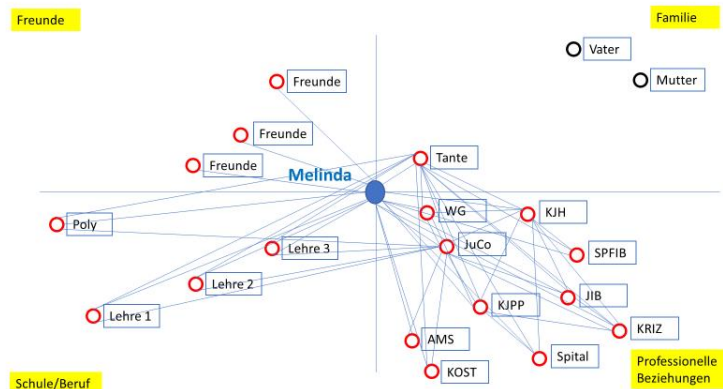 Freunde
Familie
Vater
Mutter
Freunde
Freunde
Freunde
Tante
Melinda
WG
KJH
Poly
Lehre 3
JuCo
SPFIB
Lehre 2
JIB
KJPP
Lehre 1
KRIZ
AMS
Spital
KOST
Schule/Beruf
Professionelle
Beziehungen